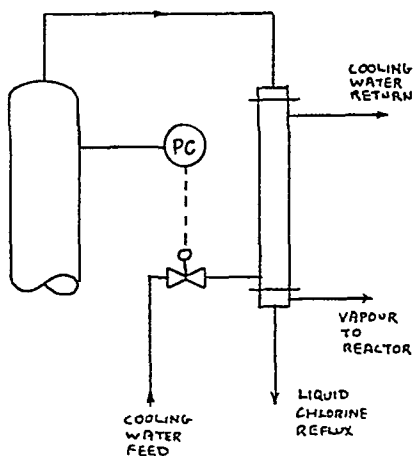 COOLING
WATER
RETURN
PC
VAPOUR
TO
REACTOR
LIQUID
CHLORINE
REFLUX
COOLING
WATER
FEED